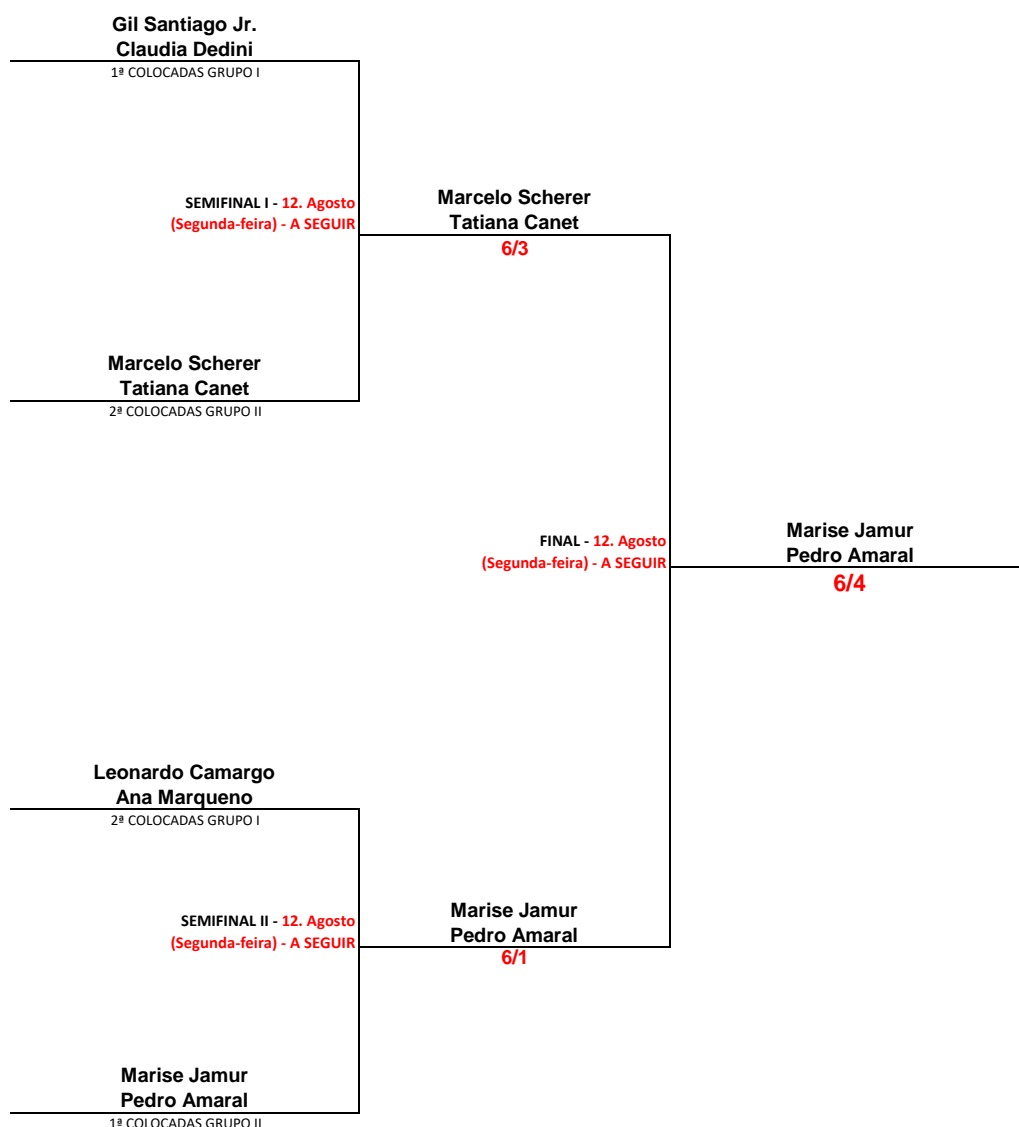 Gil Santiago Jr.
Claudia Dedini
1ª COLOCADAS GRUPO I
SEMIFINAL I - 12. Agosto
(Segunda-feira) - A SEGUIR
Marcelo Scherer
Tatiana Canet
6/3
Marcelo Scherer
Tatiana Canet
2ª COLOCADAS GRUPO II
FINAL - 12. Agosto
(Segunda-feira) - A SEGUIR
Marise Jamur
Pedro Amaral
6/4
Leonardo Camargo
Ana Marqueno
2ª COLOCADAS GRUPO I
SEMIFINAL II - 12. Agosto
(Segunda-feira) - A SEGUIR
Marise Jamur
Pedro Amaral
6/1
Marise Jamur
Pedro Amaral
1ª COLOCADAS GRUPO II